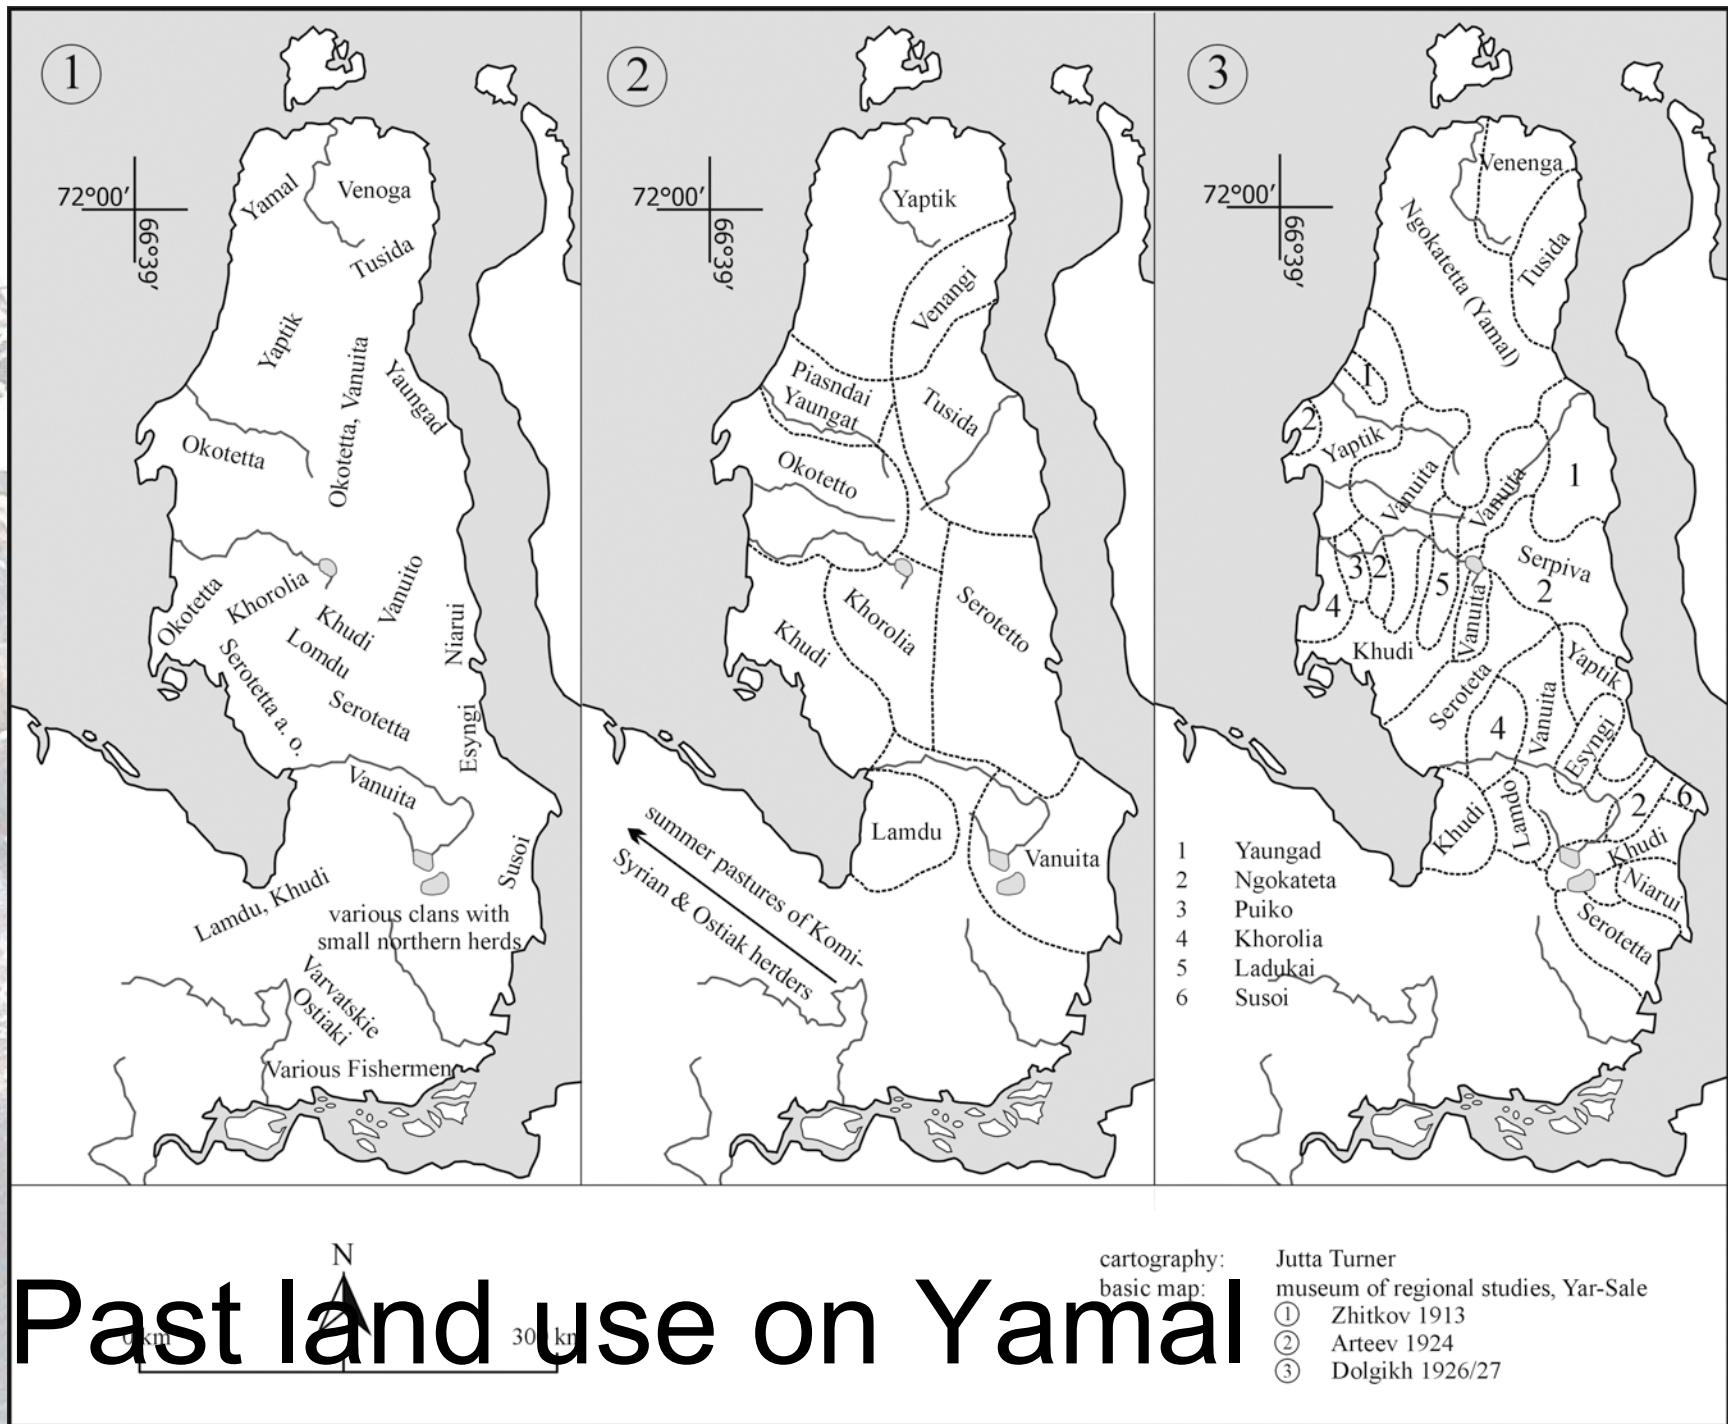 1
72°00′
66°39′
Yamal
Venoga
Tusida
Yaptik
Okotetta, Vanuita
Yaungad
Okotetta
Okotetta
Khorolia
Khudi
Vanuito
Lomdu
Niarui
Serotetta a. o.
Serotetta
Esyngi
Vanuita
Susoi
Lamdu, Khudi
various clans with
small northern herds
Varvatskie
Ostiaki
Various Fishermen
2
72°00′
66°39′
Yaptik
Venangi
Piasndai
Yaungat
Tusida
Okotetto
Khorolia
Serotetto
Khudi
Lamdu
Vanuita
summer pastures of Komi-
Syrian & Ostiak herders
3
72°00′
66°39′
Venenga
Ngokatetta (Yamal)
Tusida
1
2
Yaptik
Vanuita
Vanuita
1
3
2
5
4
Serpiva
2
Vanuita
Khudi
Seroteta
Yaptik
4
Vanuita
Esyngi
Khudi
Lamdo
2
6
Khudi
Niarui
Serotetta
1 Yaungad
2 Ngokateta
3 Puiko
4 Khorolia
5 Ladukai
6 Susoi
N
0 km
300 km
Past land use on Yamal
cartography: Jutta Turner
basic map: museum of regional studies, Yar-Sale
1 Zhitkov 1913
2 Arteev 1924
3 Dolgikh 1926/27